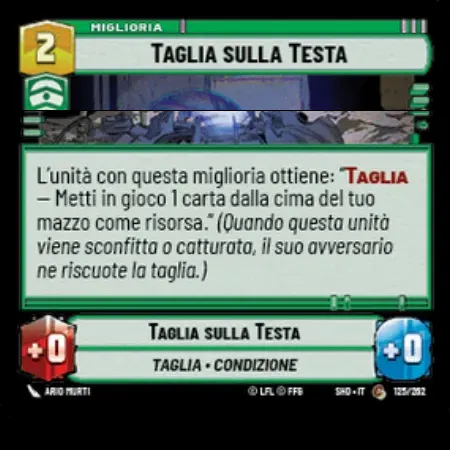 MIGLIORIA
2
TAGLIA SULLA TESTA
L'unità con questa miglioria ottiene: "TAGLIA
– Metti in gioco 1 carta dalla cima del tuo
mazzo come risorsa." (Quando questa unità
viene sconfitta o catturata, il suo avversario
ne riscuote la taglia.)
+0
TAGLIA SULLA TESTA
+0
TAGLIA • CONDIZIONE
ARIO MURTI
© LFL © FFG
SHD • IT
125/262